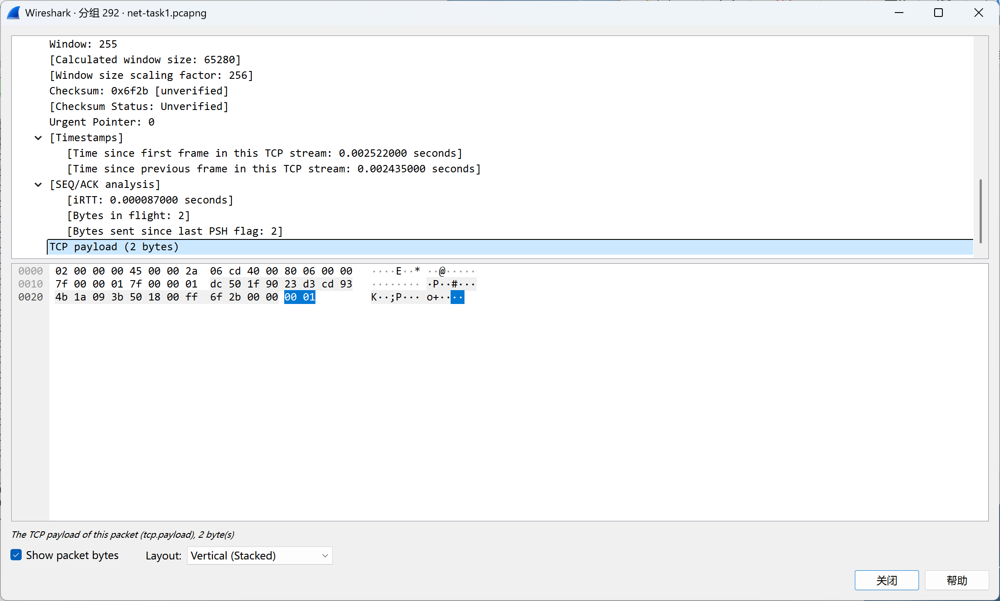 Wireshark · 分组 292 · net-task1.pcapng
Window: 255
[Calculated window size: 65280]
[Window size scaling factor: 256]
Checksum: 0x6f2b [unverified]
[Checksum Status: Unverified]
Urgent Pointer: 0
[Timestamps]
[Time since first frame in this TCP stream: 0.002522000 seconds]
[Time since previous frame in this TCP stream: 0.002435000 seconds]
[SEQ/ACK analysis]
[iRTT: 0.000087000 seconds]
[Bytes in flight: 2]
[Bytes sent since last PSH flag: 2]
TCP payload (2 bytes)
0000 02 00 00 00 45 00 00 2a 06 cd 40 00 80 06 00 00 ····E··* ··@·····
0010 7f 00 00 01 7f 00 00 01 dc 50 1f 90 23 d3 cd 93 ········ ·P··#···
0020 4b 1a 09 3b 50 18 00 ff 6f 2b 00 00 00 01 K··;P··· o+····
The TCP payload of this packet (tcp.payload), 2 byte(s)
Show packet bytes Layout: Vertical (Stacked)
关闭 帮助